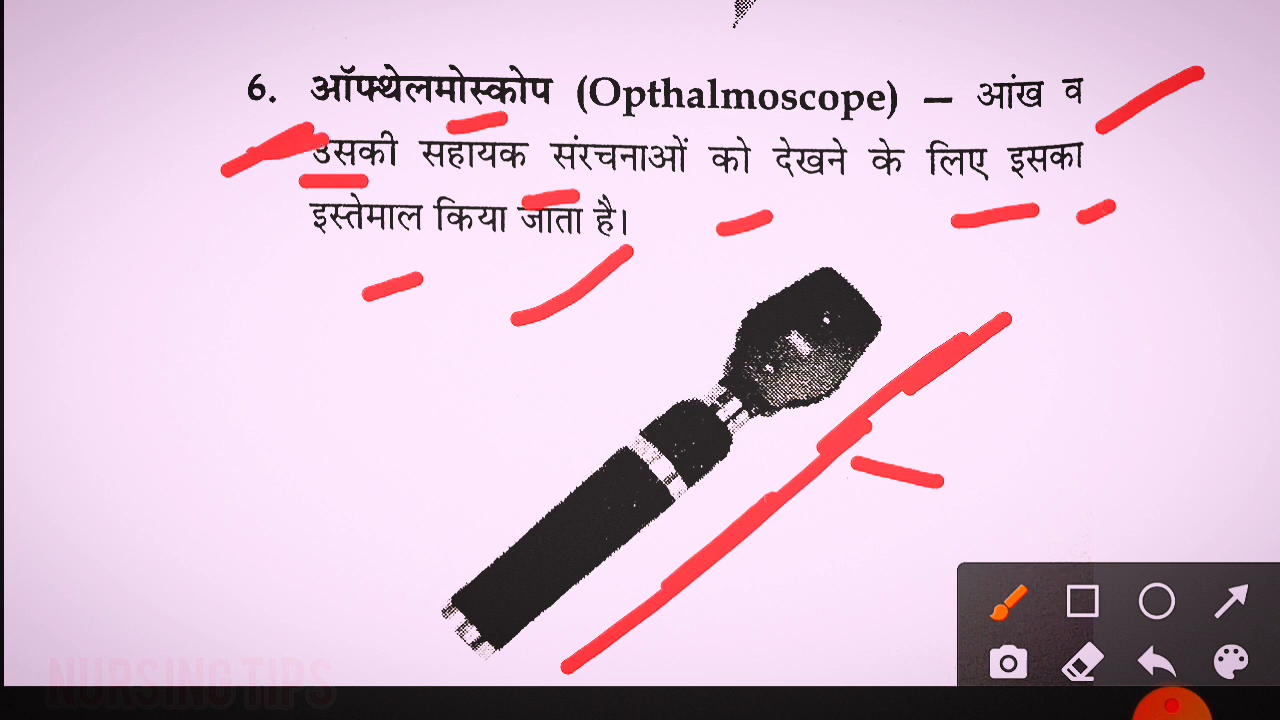 6. ऑफ्थेलमोस्कोप (Opthalmoscope) – आंख व
उसकी सहायक संरचनाओं को देखने के लिए इसका
इस्तेमाल किया जाता है।
NURSING TIPS